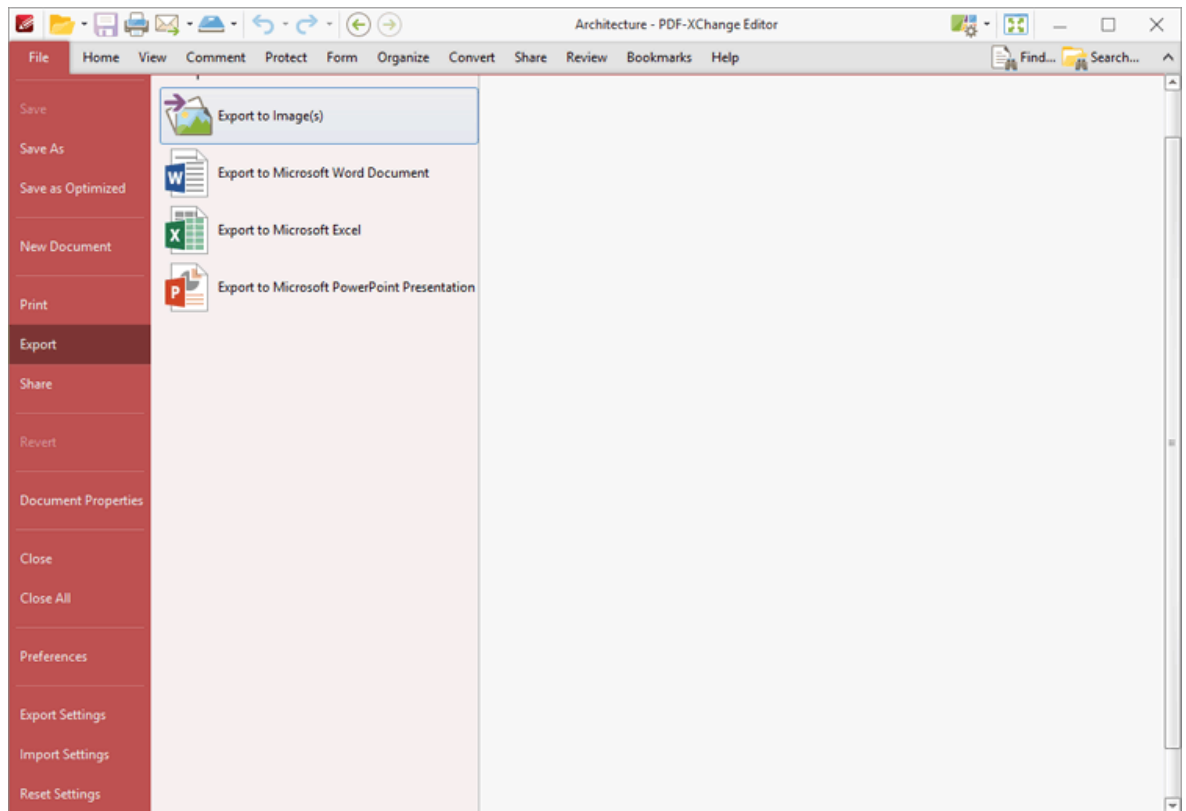 Architecture - PDF-XChange Editor
File Home View Comment Protect Form Organize Convert Share Review Bookmarks Help Find... Search...
Save
Save As
Save as Optimized
New Document
Print
Export
Share
Revert
Document Properties
Close
Close All
Preferences
Export Settings
Import Settings
Reset Settings
Export to Image(s)
Export to Microsoft Word Document
Export to Microsoft Excel
Export to Microsoft PowerPoint Presentation